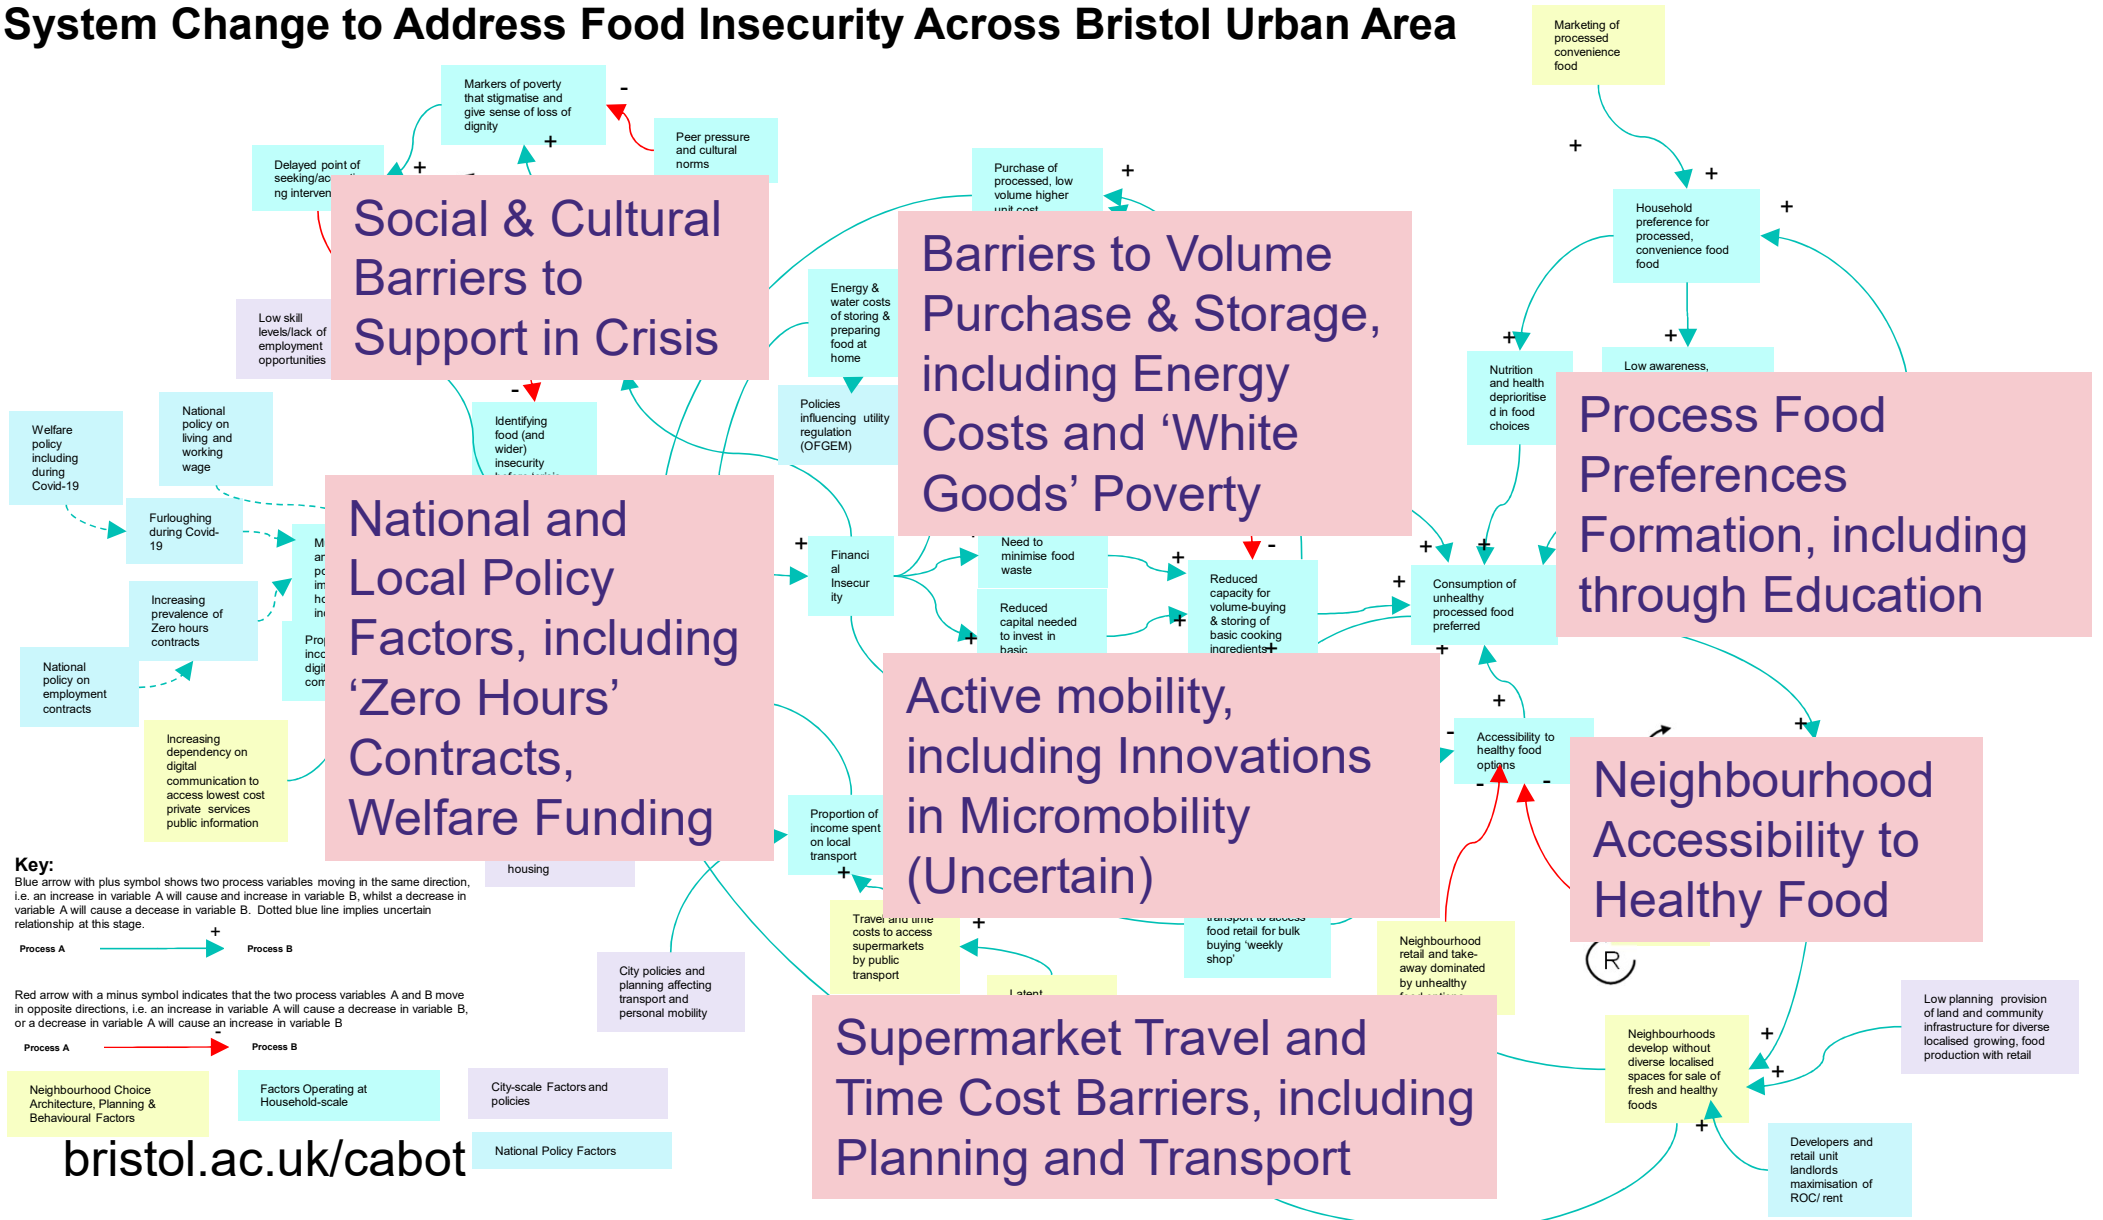 System Change to Address Food Insecurity Across Bristol Urban Area
Marketing of
processed
convenience
food
Markers of poverty
that stigmatise and
give sense of loss of
dignity
-
+
Peer pressure
and cultural
norms
Delayed point of
seeking/ac
ng interven
+
Purchase of
processed, low
volume higher
unit cost
+
+
+
Household
preference for
processed,
convenience food
food
+
Social & Cultural
Barriers to
Support in Crisis
Barriers to Volume
Purchase & Storage,
including Energy
Costs and ‘White
Goods’ Poverty
Energy &
water costs
of storing &
preparing
food at
home
Low skill
levels/lack of
employment
opportunities
+
+
Nutrition
and health
deprioritise
d in food
choices
Low awareness,
Process Food
Preferences
Formation, including
through Education
-
Identifying
food (and
wider)
insecurity
Policies
influencing utility
regulation
(OFGEM)
National
policy on
living and
working
wage
Welfare
policy
including
during
Covid-19
Furloughing
during Covid-
19
National and
Local Policy
Factors, including
‘Zero Hours’
Contracts,
Welfare Funding
+
Financi
al
Insecur
ity
Need to
minimise food
waste
+
-
+
+
Reduced
capacity for
volume-buying
& storing of
basic cooking
ingredients
+
+
Consumption of
unhealthy
processed food
preferred
+
Increasing
prevalence of
Zero hours
contracts
Reduced
capital needed
to invest in
basic
+
+
National
policy on
employment
contracts
Active mobility,
including Innovations
in Micromobility
(Uncertain)
+
-
Accessibility to
healthy food
options
-
-
+
Neighbourhood
Accessibility to
Healthy Food
Increasing
dependency on
digital
communication to
access lowest cost
private services
public information
Proportion of
income spent
on local
transport
+
housing
Key:
Blue arrow with plus symbol shows two process variables moving in the same direction,
i.e. an increase in variable A will cause and increase in variable B, whilst a decrease in
variable A will cause a decease in variable B. Dotted blue line implies uncertain
relationship at this stage.
Process A
+
Process B
Travel and time
costs to access
supermarkets
by public
transport
+
transport to access
food retail for bulk
buying ‘weekly
shop’
Neighbourhood
retail and take-
away dominated
by unhealthy
R
City policies and
planning affecting
transport and
personal mobility
Latent
Red arrow with a minus symbol indicates that the two process variables A and B move
in opposite directions, i.e. an increase in variable A will cause a decrease in variable B,
or a decrease in variable A will cause an increase in variable B
Process A
-
Process B
Supermarket Travel and
Time Cost Barriers, including
Planning and Transport
Neighbourhoods
develop without
diverse localised
spaces for sale of
fresh and healthy
foods
+
+
+
Low planning provision
of land and community
infrastructure for diverse
localised growing, food
production with retail
Developers and
retail unit
landlords
maximisation of
ROC/ rent
Neighbourhood Choice
Architecture, Planning &
Behavioural Factors
Factors Operating at
Household-scale
City-scale Factors and
policies
National Policy Factors
bristol.ac.uk/cabot